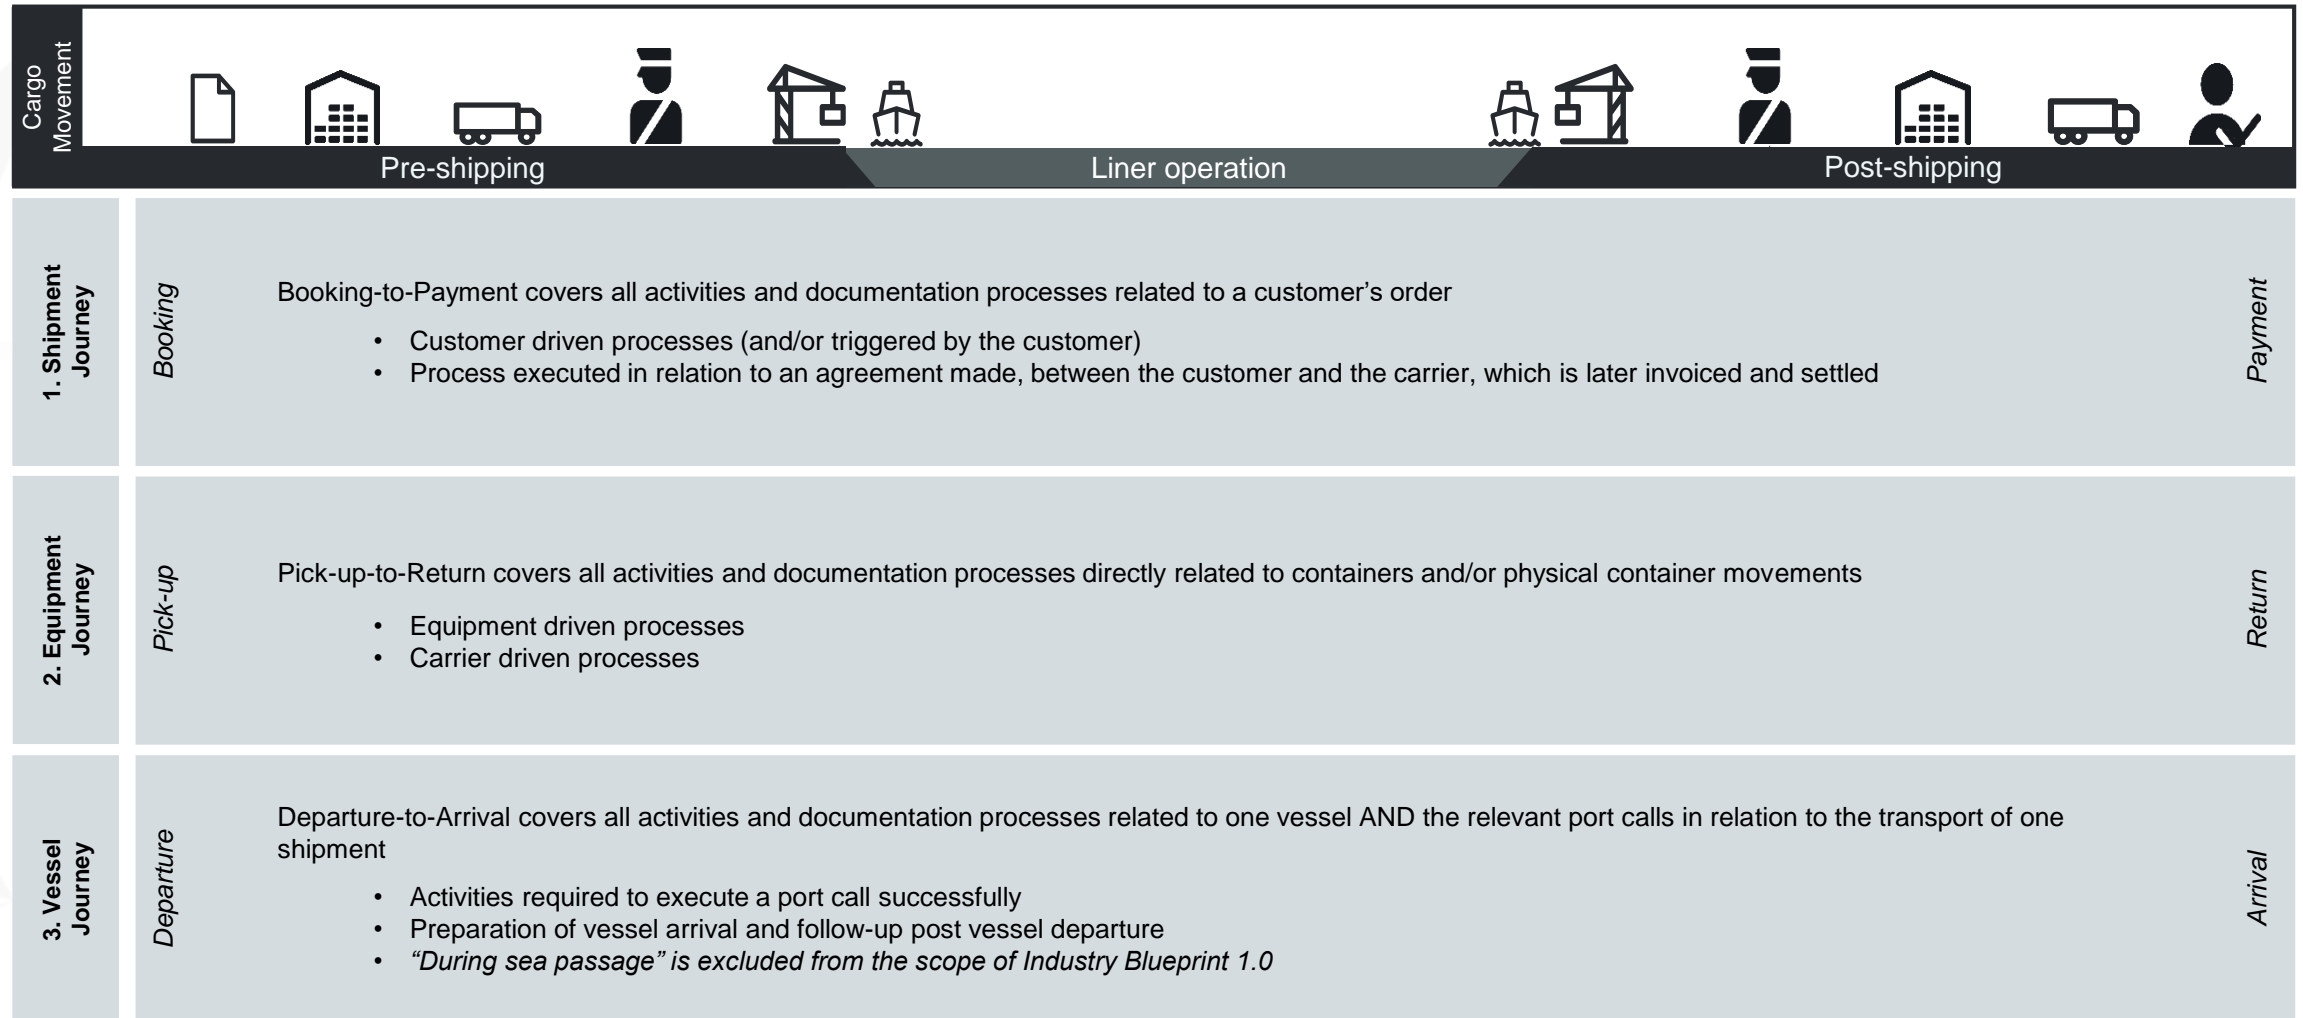 Cargo
Movement
Pre-shipping
Liner operation
Post-shipping
1. Shipment
Journey
Booking
Booking-to-Payment covers all activities and documentation processes related to a customer’s order
• Customer driven processes (and/or triggered by the customer)
• Process executed in relation to an agreement made, between the customer and the carrier, which is later invoiced and settled
Payment
2. Equipment
Journey
Pick-up
Pick-up-to-Return covers all activities and documentation processes directly related to containers and/or physical container movements
• Equipment driven processes
• Carrier driven processes
Return
3. Vessel
Journey
Departure
Departure-to-Arrival covers all activities and documentation processes related to one vessel AND the relevant port calls in relation to the transport of one
shipment
• Activities required to execute a port call successfully
• Preparation of vessel arrival and follow-up post vessel departure
• “During sea passage” is excluded from the scope of Industry Blueprint 1.0
Arrival